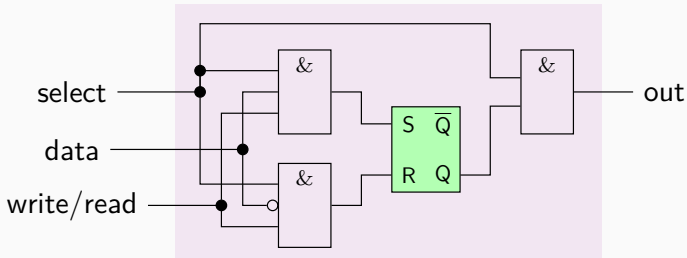 &
&
select
out
&
S Q̅
data
R Q
&
write/read